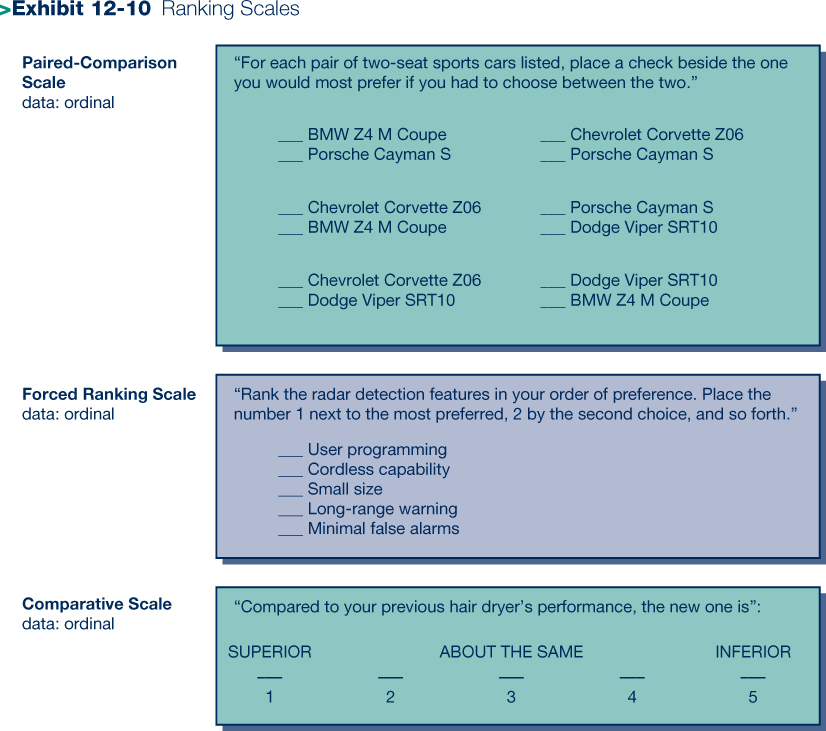 >Exhibit 12-10 Ranking Scales
Paired-Comparison
Scale
data: ordinal
“For each pair of two-seat sports cars listed, place a check beside the one
you would most prefer if you had to choose between the two.”
___ BMW Z4 M Coupe
___ Porsche Cayman S
___ Chevrolet Corvette Z06
___ Porsche Cayman S
___ Chevrolet Corvette Z06
___ BMW Z4 M Coupe
___ Porsche Cayman S
___ Dodge Viper SRT10
___ Chevrolet Corvette Z06
___ Dodge Viper SRT10
___ Dodge Viper SRT10
___ BMW Z4 M Coupe
Forced Ranking Scale
data: ordinal
“Rank the radar detection features in your order of preference. Place the
number 1 next to the most preferred, 2 by the second choice, and so forth.”
___ User programming
___ Cordless capability
___ Small size
___ Long-range warning
___ Minimal false alarms
Comparative Scale
data: ordinal
“Compared to your previous hair dryer’s performance, the new one is”:
SUPERIOR ABOUT THE SAME INFERIOR
___ ___ ___ ___ ___
1 2 3 4 5